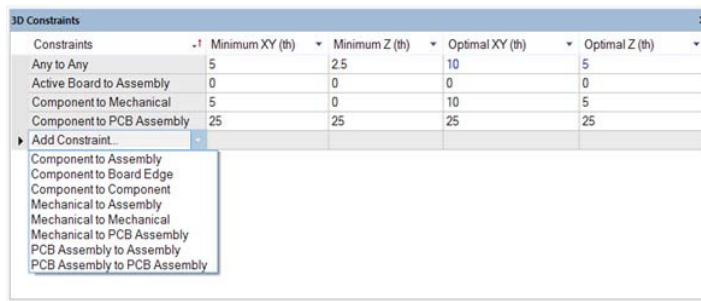 3D Constraints
Constraints Minimum XY (th) Minimum Z (th) Optimal XY (th) Optimal Z (th)
Any to Any 5 2.5 10 5
Active Board to Assembly 0 0 0 0
Component to Mechanical 5 0 10 5
Component to PCB Assembly 25 25 25 25
Add Constraint...
Component to Assembly
Component to Board Edge
Component to Component
Mechanical to Assembly
Mechanical to Mechanical
Mechanical to PCB Assembly
PCB Assembly to Assembly
PCB Assembly to PCB Assembly